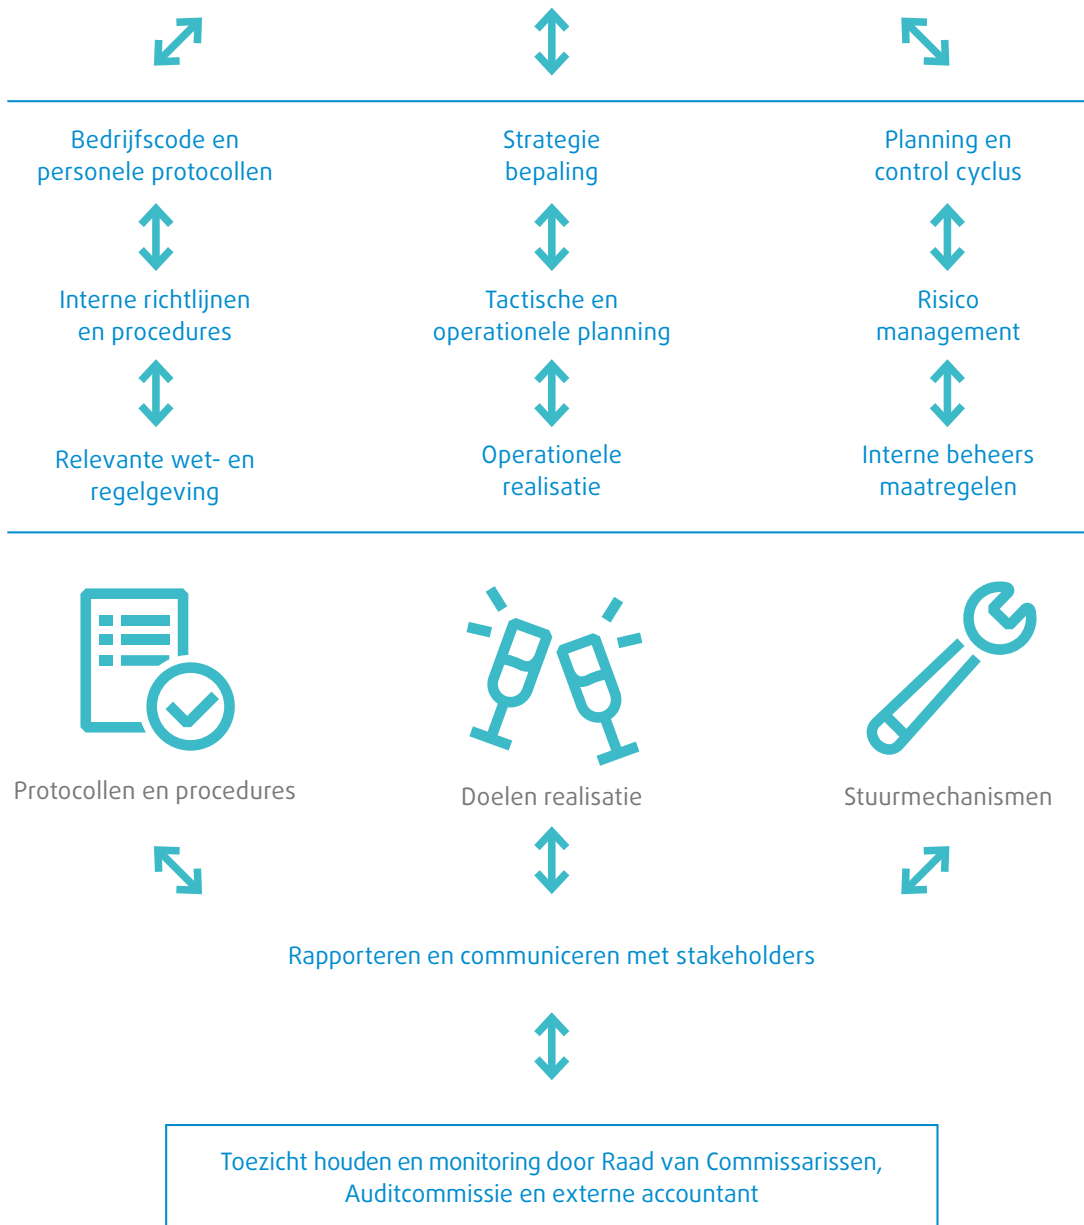 Bedrijfscode en
personele protocollen
Strategie
bepaling
Planning en
control cyclus
Interne richtlijnen
en procedures
Tactische en
operationele planning
Risico
management
Relevante wet- en
regelgeving
Operationele
realisatie
Interne beheers
maatregelen
Protocollen en procedures
Doelen realisatie
Stuurmechanismen
Rapporteren en communiceren met stakeholders
Toezicht houden en monitoring door Raad van Commissarissen,
Auditcommissie en externe accountant